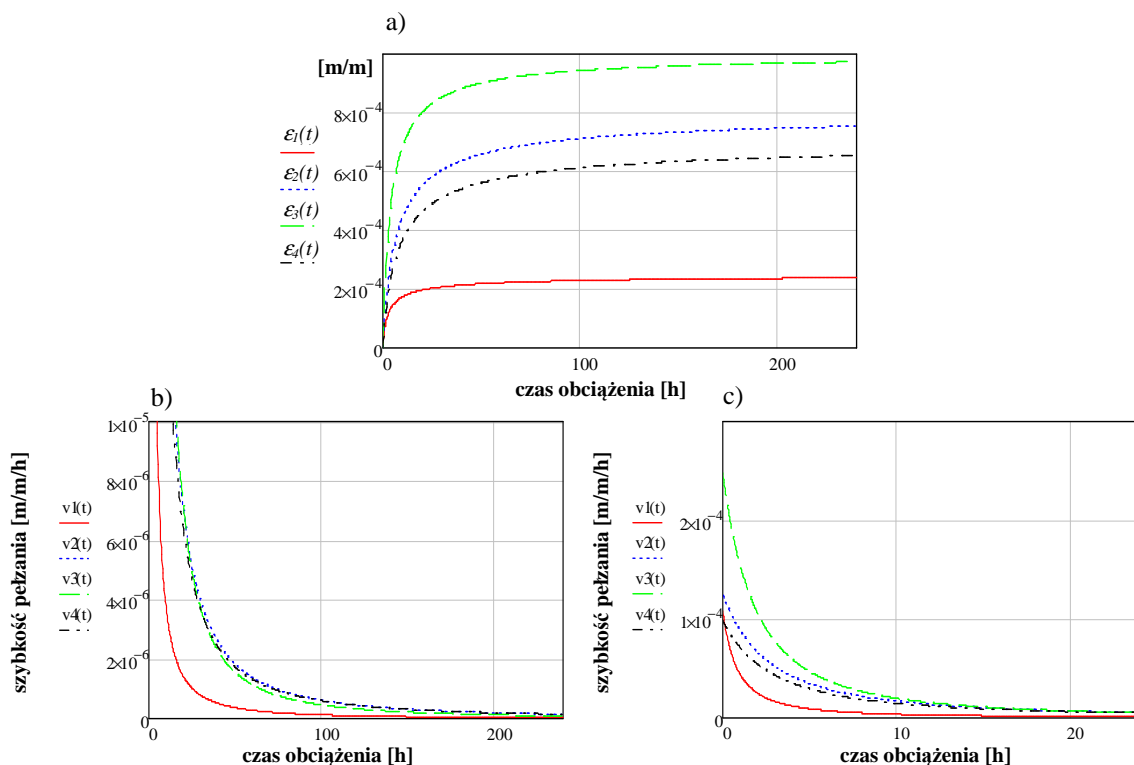 a)
[m/m]
8×10⁻⁴
6×10⁻⁴
4×10⁻⁴
2×10⁻⁴
0
ε₁(t)
ε₂(t)
ε₃(t)
ε₄(t)
0 100 200
czas obciążenia [h]
b)
szybkość pełzania [m/m/h]
1×10⁻⁵
8×10⁻⁶
6×10⁻⁶
4×10⁻⁶
2×10⁻⁶
0
v1(t)
v2(t)
v3(t)
v4(t)
0 100 200
czas obciążenia [h]
c)
szybkość pełzania [m/m/h]
2×10⁻⁴
1×10⁻⁴
0
v1(t)
v2(t)
v3(t)
v4(t)
0 10 20
czas obciążenia [h]